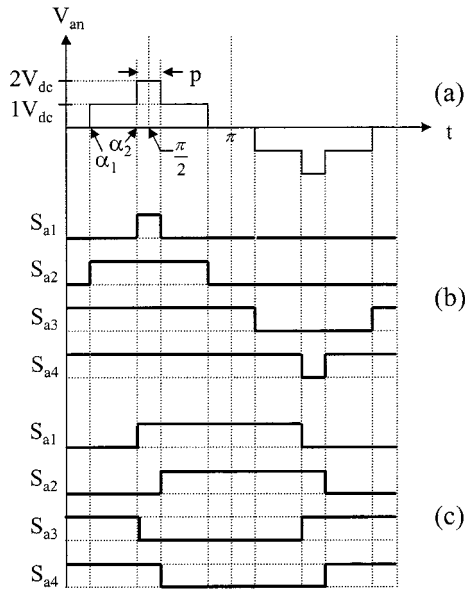 V_an
2V_dc
p
1V_dc
(a)
α_1
α_2
π/2
π
t
S_a1
S_a2
(b)
S_a3
S_a4
S_a1
S_a2
S_a3
(c)
S_a4